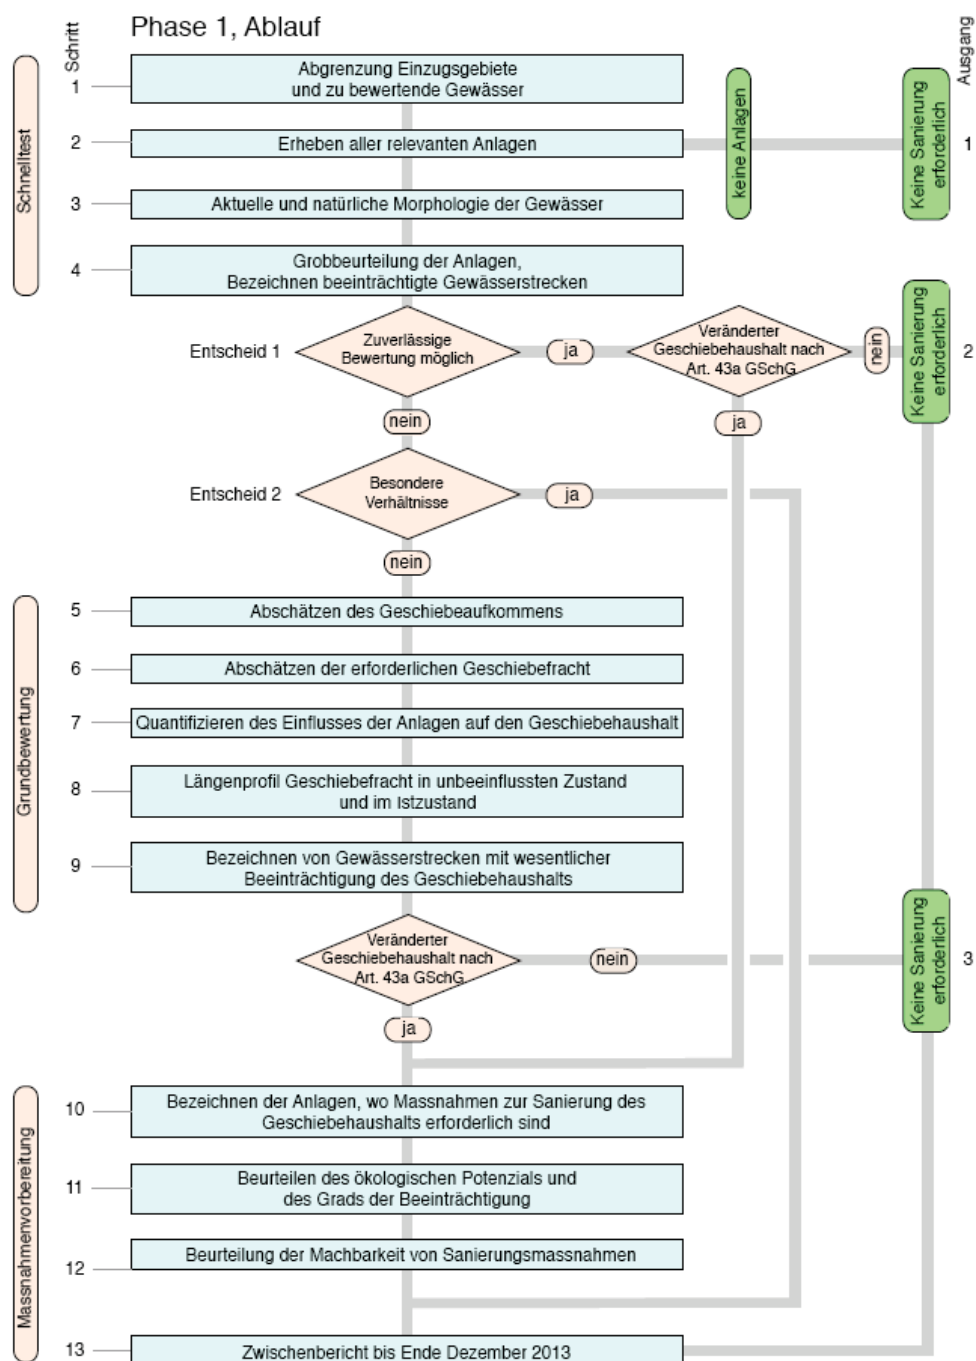 Phase 1, Ablauf
Schritt
Ausgang
Schnelltest
1
Abgrenzung Einzugsgebiete
und zu bewertende Gewässer
2
Erheben aller relevanten Anlagen
keine Anlagen
Keine Sanierung
erforderlich
1
3
Aktuelle und natürliche Morphologie der Gewässer
4
Grobbeurteilung der Anlagen,
Bezeichnen beeinträchtigte Gewässerstrecken
Entscheid 1
Zuverlässige
Bewertung möglich
ja
Veränderter
Geschiebehaushalt nach
Art. 43a GSchG
nein
Keine Sanierung
erforderlich
2
nein
ja
Entscheid 2
Besondere
Verhältnisse
ja
nein
Grundbewertung
5
Abschätzen des Geschiebeaufkommens
6
Abschätzen der erforderlichen Geschiebefracht
7
Quantifizieren des Einflusses der Anlagen auf den Geschiebehaushalt
8
Längenprofil Geschiebefracht in unbeeinflussten Zustand
und im Istzustand
9
Bezeichnen von Gewässerstrecken mit wesentlicher
Beeinträchtigung des Geschiebehaushalts
Veränderter
Geschiebehaushalt nach
Art. 43a GSchG
nein
Keine Sanierung
erforderlich
3
ja
Massnahmenvorbereitung
10
Bezeichnen der Anlagen, wo Massnahmen zur Sanierung des
Geschiebehaushalts erforderlich sind
11
Beurteilen des ökologischen Potenzials und
des Grads der Beeinträchtigung
12
Beurteilung der Machbarkeit von Sanierungsmassnahmen
13
Zwischenbericht bis Ende Dezember 2013